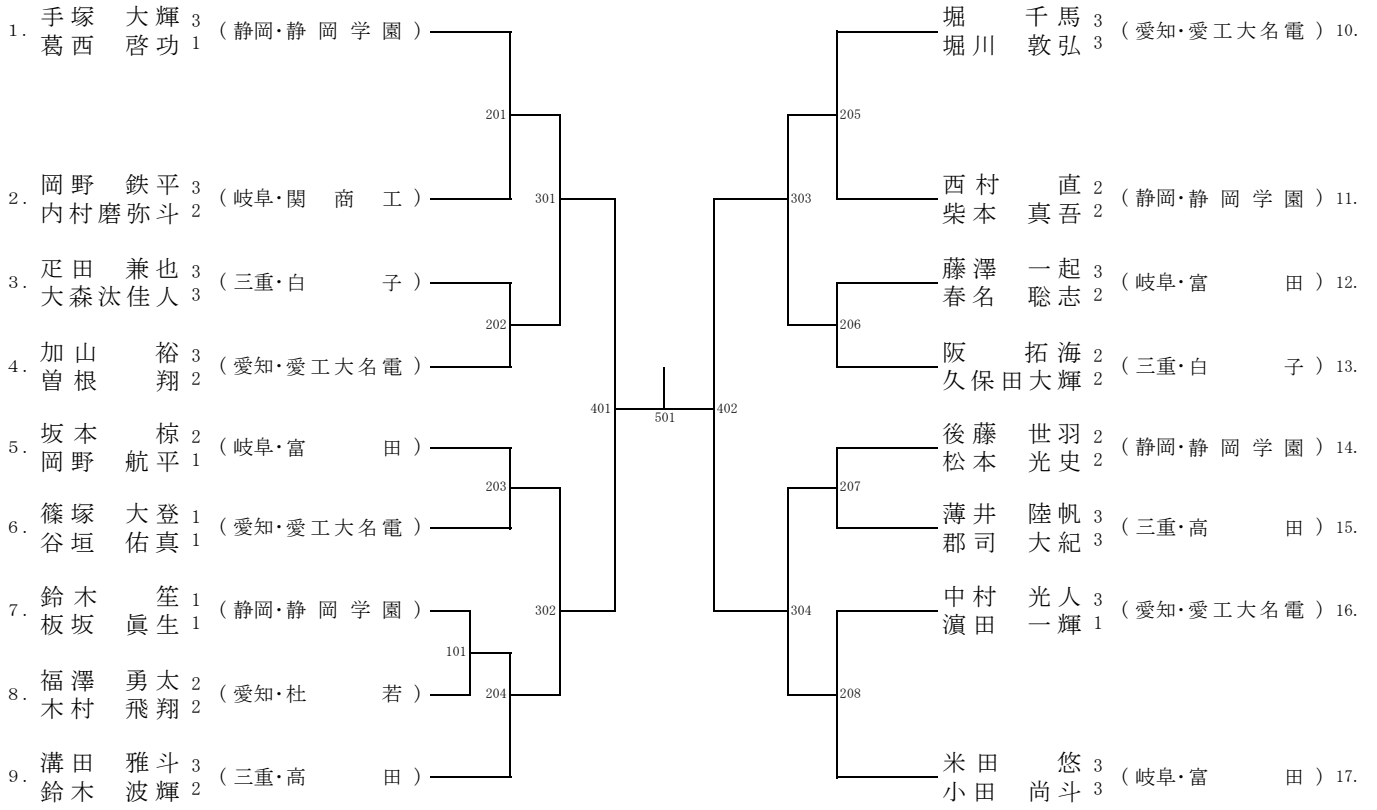 1. 手塚 大輝 3 (静岡・静岡学園)
葛西 啓功 1
2. 岡野 鉄平 3 (岐阜・関商工)
内村磨弥斗 2
3. 疋田 兼也 3 (三重・白子)
大森汰佳人 3
4. 加山 裕 3 (愛知・愛工大名電)
曽根 翔 2
5. 坂本 椋 2 (岐阜・富田)
岡野 航平 1
6. 篠塚 大登 1 (愛知・愛工大名電)
谷垣 佑真 1
7. 鈴木 笙 1 (静岡・静岡学園)
板坂 眞生 1
8. 福澤 勇太 2 (愛知・杜若)
木村 飛翔 2
9. 溝田 雅斗 3 (三重・高田)
鈴木 波輝 2
101
201
202
203
204
301
302
401
501
402
303
304
205
206
207
208
堀 千馬 3 (愛知・愛工大名電) 10.
堀川 敦弘 3
西村 直 2 (静岡・静岡学園) 11.
柴本 真吾 2
藤澤 一起 3 (岐阜・富田) 12.
春名 聡志 2
阪 拓海 2 (三重・白子) 13.
久保田大輝 2
後藤 世羽 2 (静岡・静岡学園) 14.
松本 光史 2
薄井 陸帆 3 (三重・高田) 15.
郡司 大紀 3
中村 光人 3 (愛知・愛工大名電) 16.
濵田 一輝 1
米田 悠 3 (岐阜・富田) 17.
小田 尚斗 3